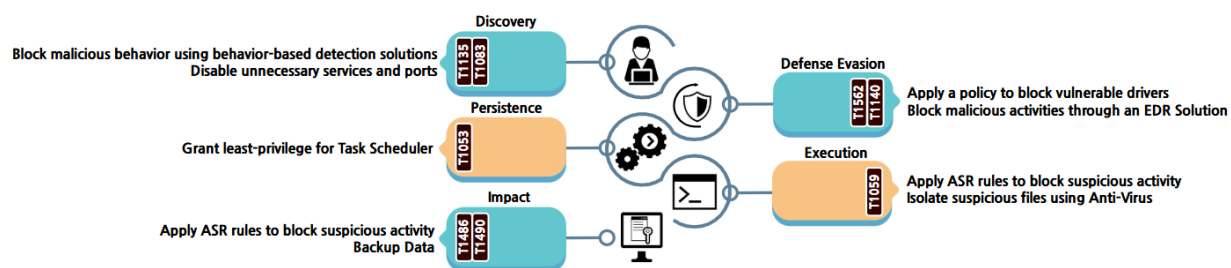 Discovery
Block malicious behavior using behavior-based detection solutions
Disable unnecessary services and ports
T1135
T1083
Defense Evasion
T1562
T1140
Apply a policy to block vulnerable drivers
Block malicious activities through an EDR Solution
Persistence
Grant least-privilege for Task Scheduler
T1053
Execution
T1059
Apply ASR rules to block suspicious activity
Isolate suspicious files using Anti-Virus
Impact
Apply ASR rules to block suspicious activity
Backup Data
T1486
T1490